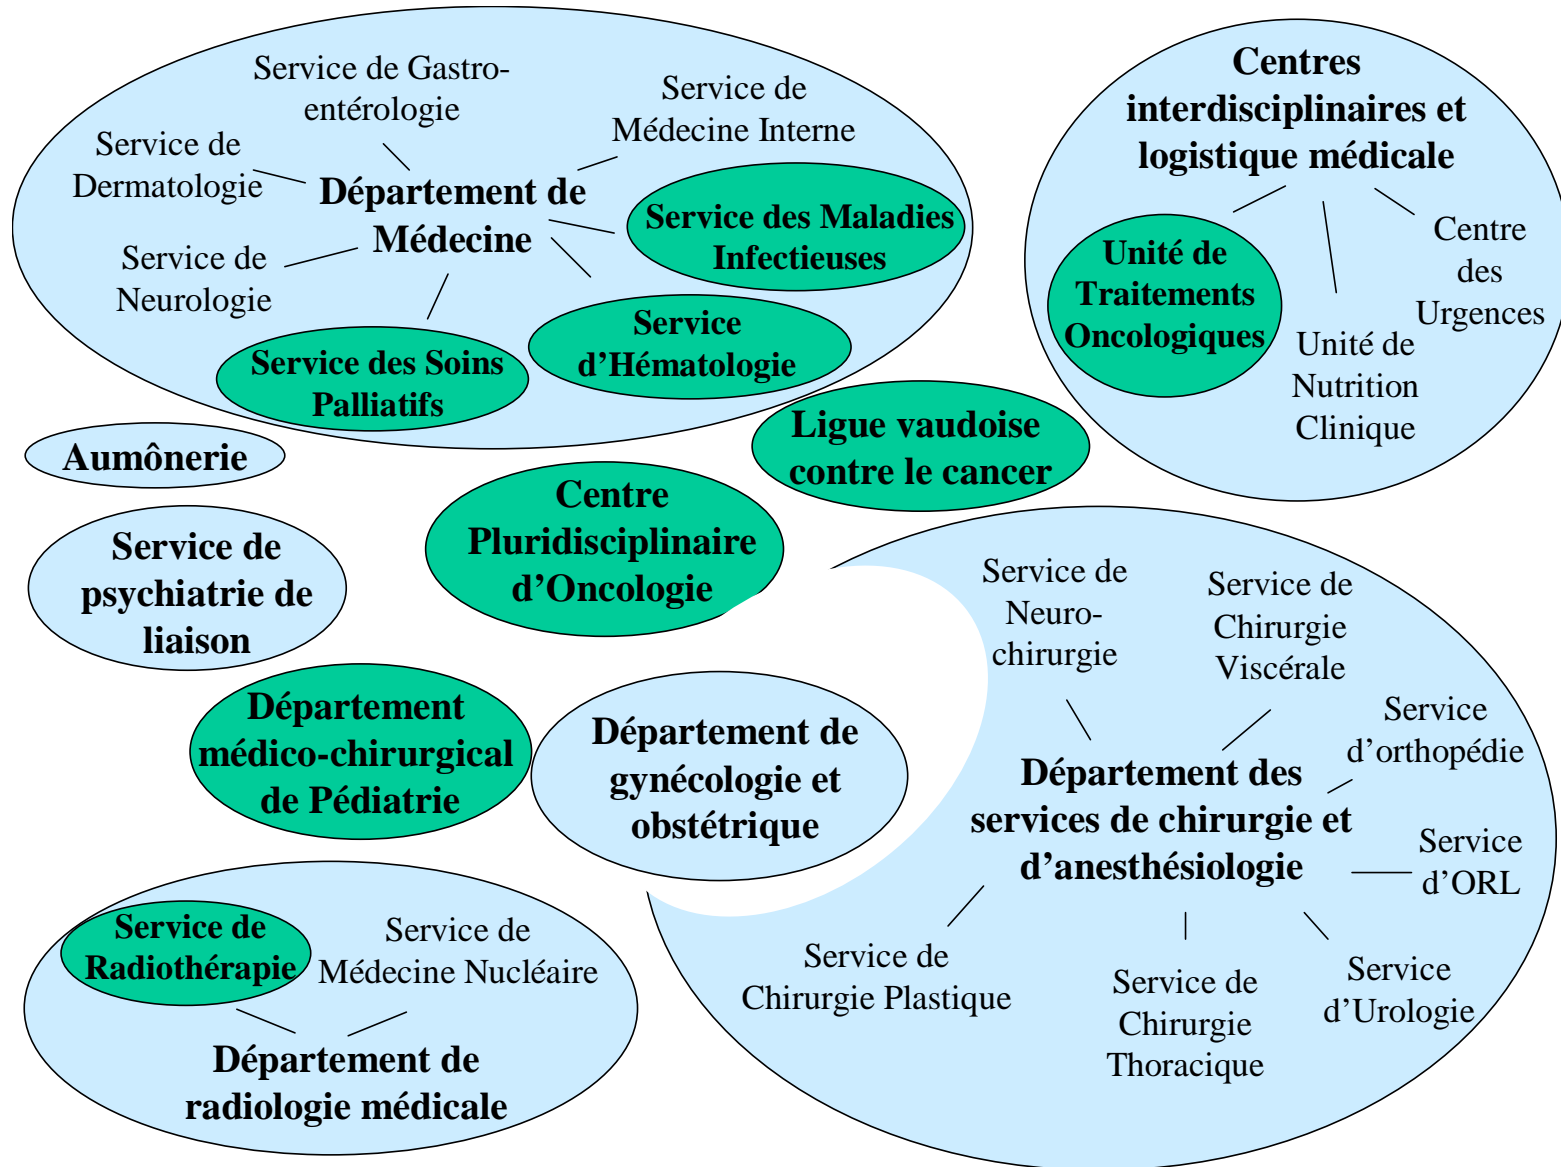 Service de Gastro-
entérologie
Service de
Médecine Interne
Service de
Dermatologie
Département de
Médecine
Service des Maladies
Infectieuses
Service de
Neurologie
Service
d’Hématologie
Service des Soins
Palliatifs
Centres
interdisciplinaires et
logistique médicale
Unité de
Traitements
Oncologiques
Centre
des
Urgences
Unité de
Nutrition
Clinique
Ligue vaudoise
contre le cancer
Aumônerie
Centre
Pluridisciplinaire
d’Oncologie
Service de
psychiatrie de
liaison
Département
médico-chirurgical
de Pédiatrie
Département de
gynécologie et
obstétrique
Service de
Neuro-
chirurgie
Service de
Chirurgie
Viscérale
Service
d’orthopédie
Département des
services de chirurgie et
d’anesthésiologie
Service
d’ORL
Service de
Chirurgie Plastique
Service de
Chirurgie
Thoracique
Service
d’Urologie
Service de
Radiothérapie
Service de
Médecine Nucléaire
Département de
radiologie médicale